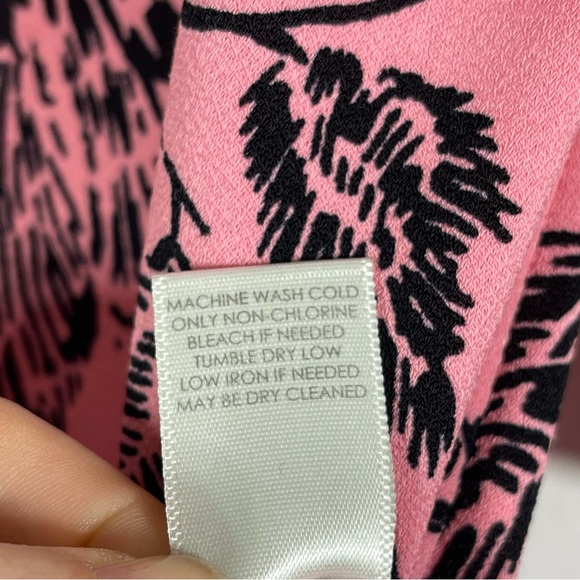 MACHINE WASH COLD
ONLY NON-CHLORINE
BLEACH IF NEEDED
TUMBLE DRY LOW
LOW IRON IF NEEDED
MAY BE DRY CLEANED